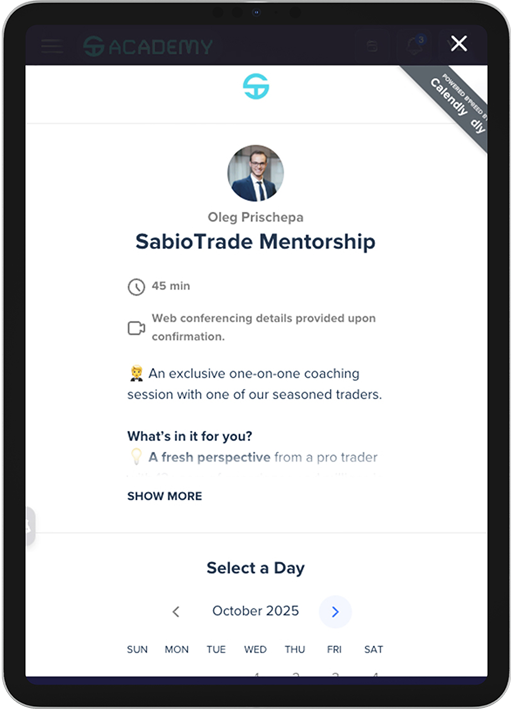 ACADEMY
3
POWERED BY
Calendly
Oleg Prischepa
SabioTrade Mentorship
45 min
Web conferencing details provided upon
confirmation.
An exclusive one-on-one coaching
session with one of our seasoned traders.
What's in it for you?
A fresh perspective from a pro trader
SHOW MORE
Select a Day
October 2025
SUN MON TUE WED THU FRI SAT
1 2 3 4